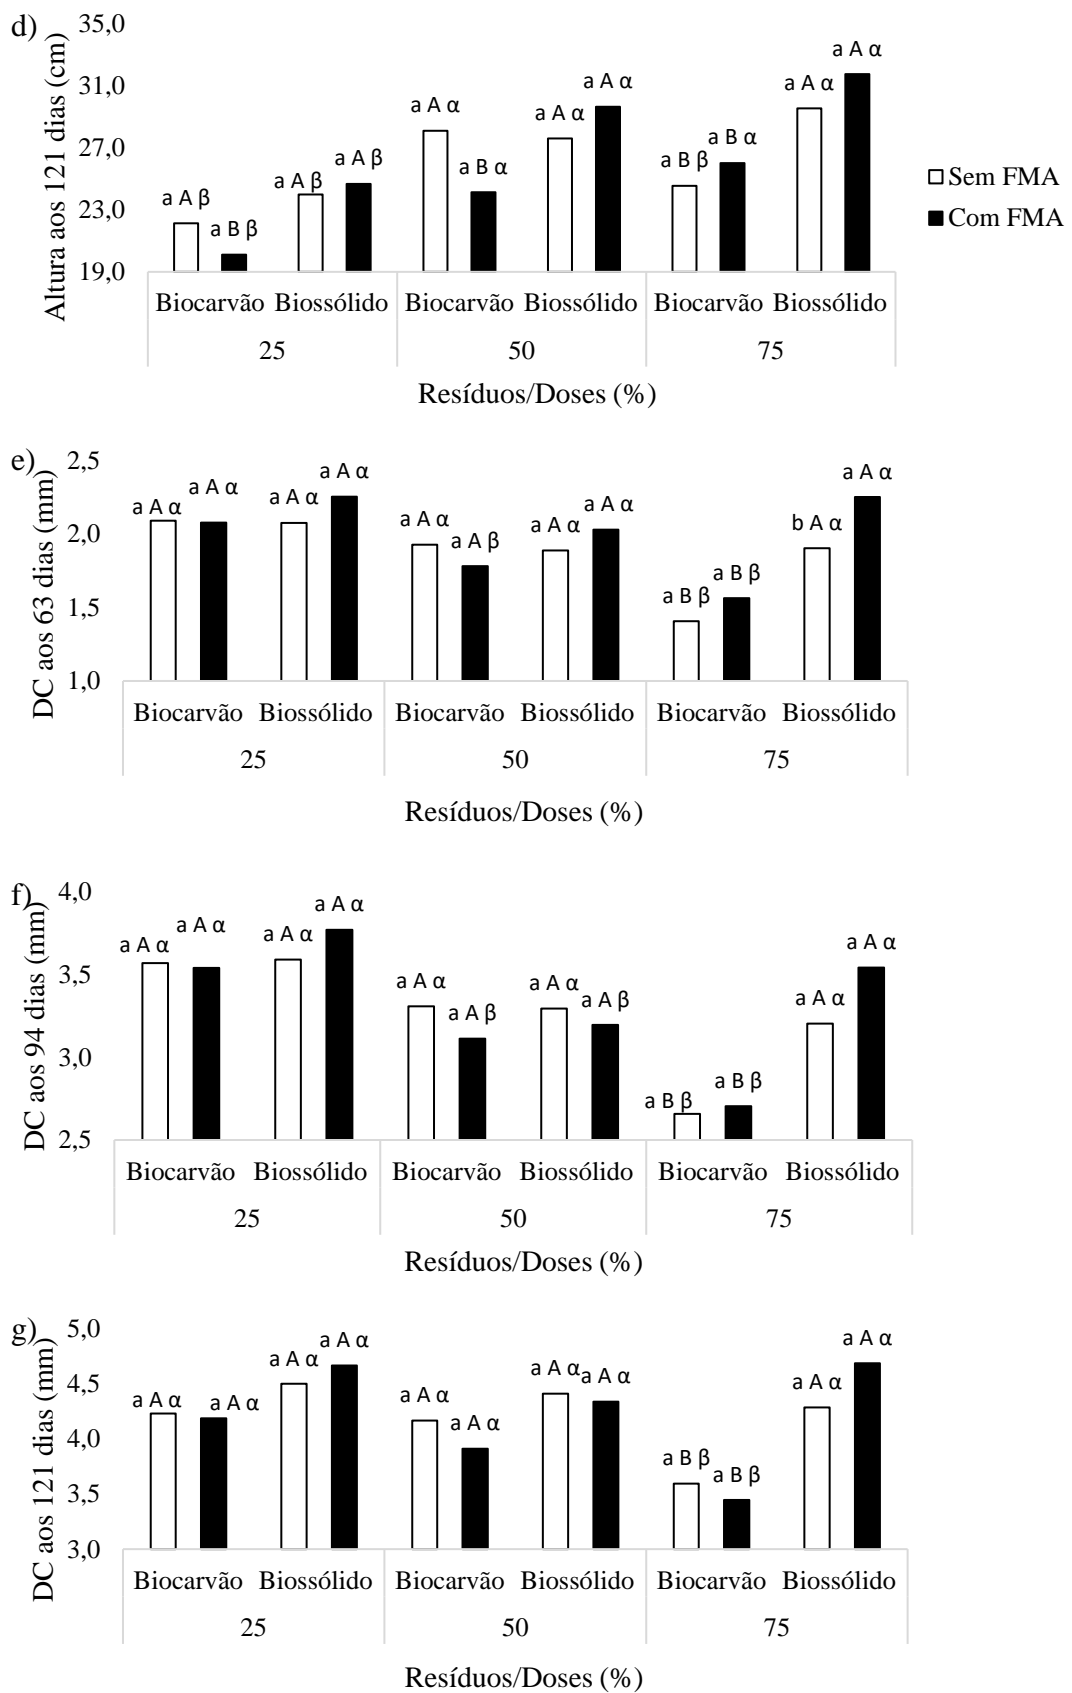 d)
Altura aos 121 dias (cm)
35,0
31,0
27,0
23,0
19,0
a A β
a B β
a A β
a A β
a A α
a B α
a A α
a A α
a B β
a B α
a A α
a A α
Sem FMA
Com FMA
Biocarvão Biossólido Biocarvão Biossólido Biocarvão Biossólido
25 50 75
Resíduos/Doses (%)
e)
DC aos 63 dias (mm)
2,5
2,0
1,5
1,0
a A α
a A α
a A α
a A α
a A α
a A β
a A α
a A α
a B β
a B β
b A α
a A α
Biocarvão Biossólido Biocarvão Biossólido Biocarvão Biossólido
25 50 75
Resíduos/Doses (%)
f)
DC aos 94 dias (mm)
4,0
3,5
3,0
2,5
a A α
a A α
a A α
a A α
a A α
a A β
a A α
a A β
a B β
a B β
a A α
a A α
Biocarvão Biossólido Biocarvão Biossólido Biocarvão Biossólido
25 50 75
Resíduos/Doses (%)
g)
DC aos 121 dias (mm)
5,0
4,5
4,0
3,5
3,0
a A α
a A α
a A α
a A α
a A α
a A α
a A α
a A α
a B β
a B β
a A α
a A α
Biocarvão Biossólido Biocarvão Biossólido Biocarvão Biossólido
25 50 75
Resíduos/Doses (%)